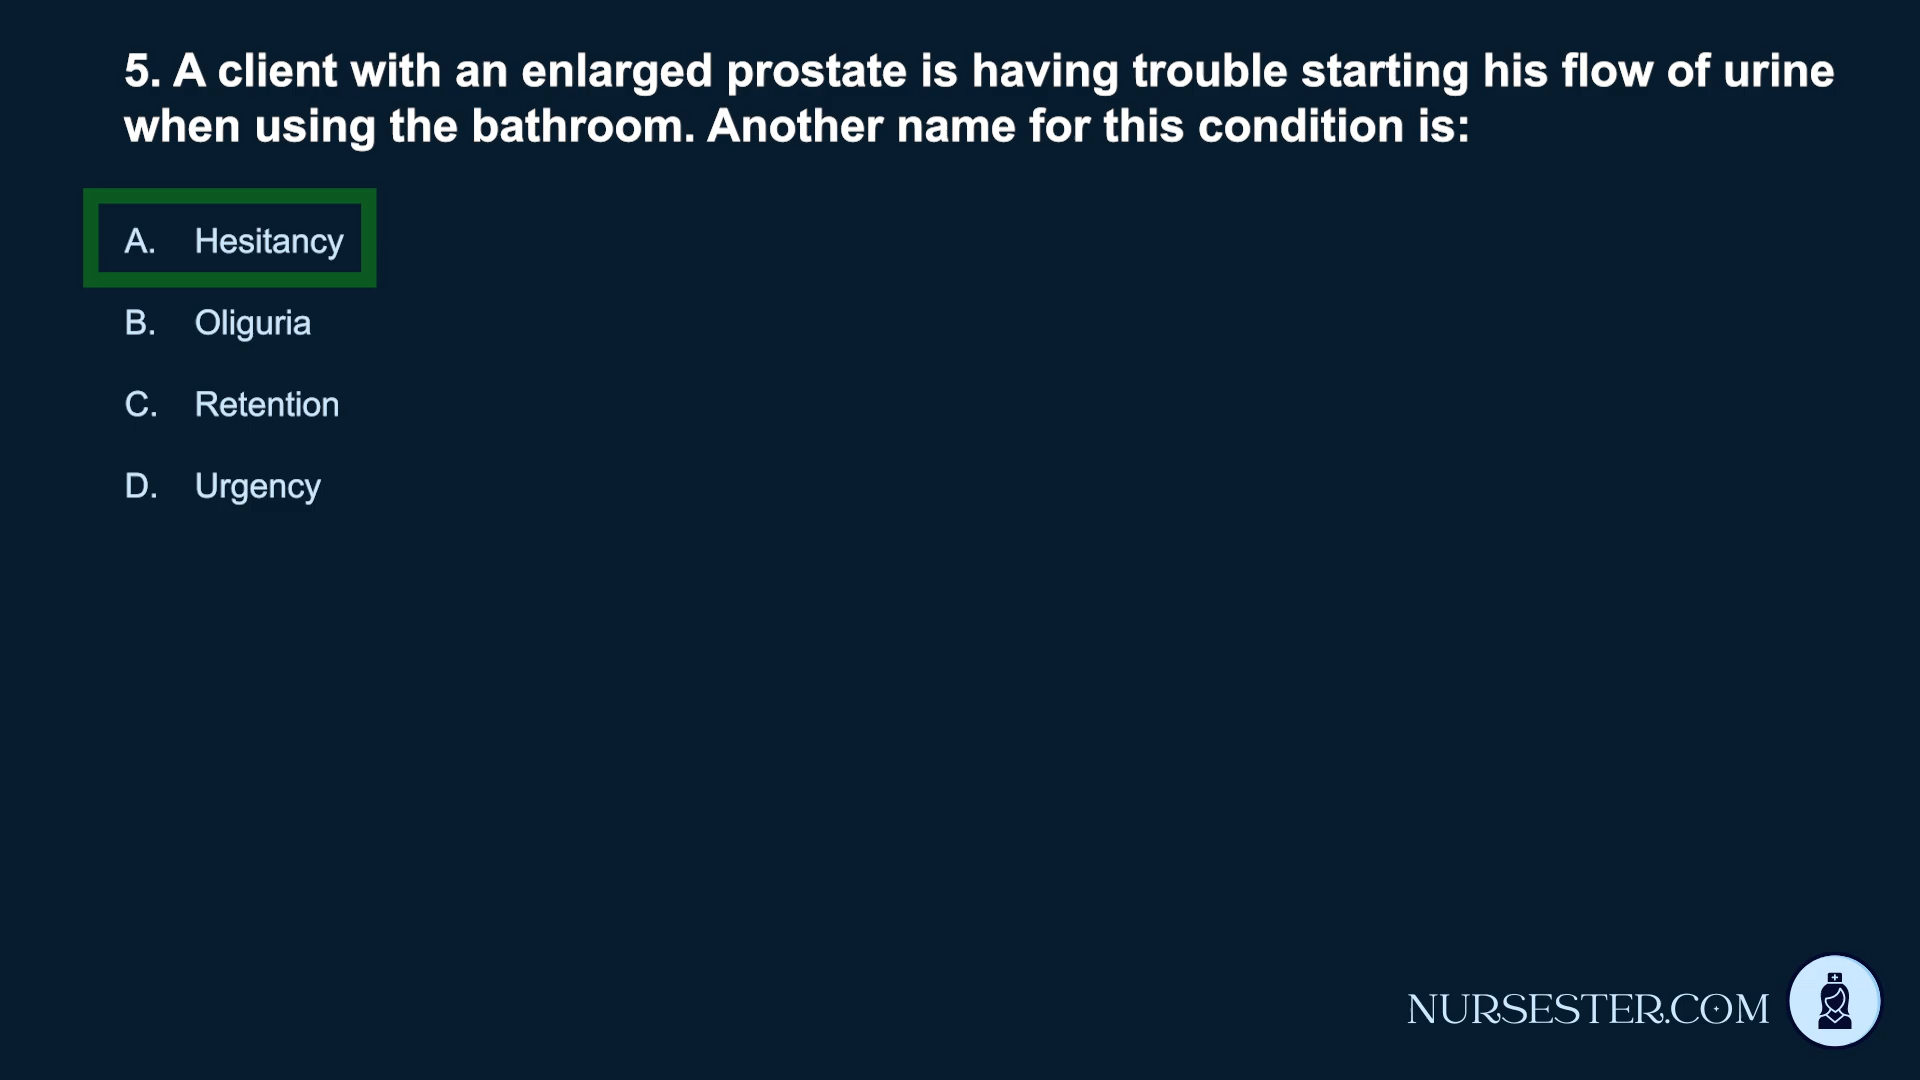 5. A client with an enlarged prostate is having trouble starting his flow of urine
when using the bathroom. Another name for this condition is:
A. Hesitancy
B. Oliguria
C. Retention
D. Urgency
NURSESTER.COM